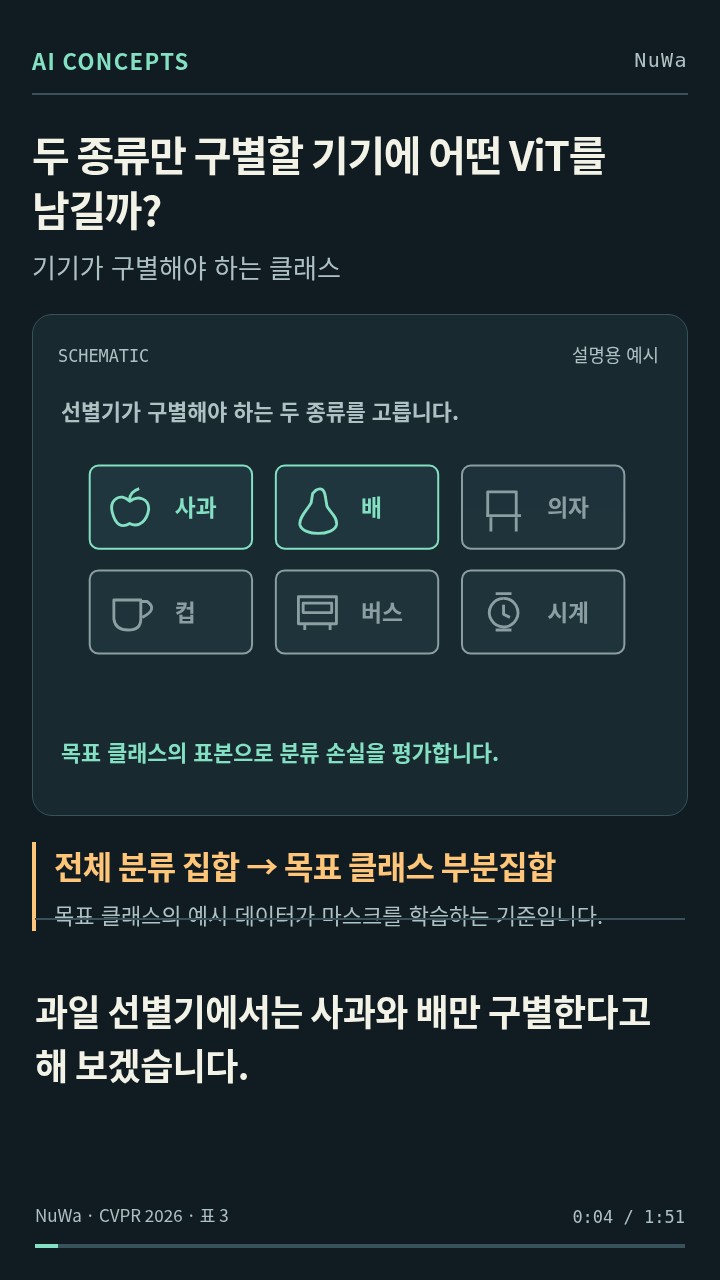 AI CONCEPTS
NuWa
두 종류만 구별할 기기에 어떤 ViT를
남길까?
기기가 구별해야 하는 클래스
SCHEMATIC
설명용 예시
선별기가 구별해야 하는 두 종류를 고릅니다.
사과
배
의자
컵
버스
시계
목표 클래스의 표본으로 분류 손실을 평가합니다.
전체 분류 집합 → 목표 클래스 부분집합
목표 클래스의 예시 데이터가 마스크를 학습하는 기준입니다.
과일 선별기에서는 사과와 배만 구별한다고
해 보겠습니다.
NuWa · CVPR 2026 · 표 3
0:04 / 1:51